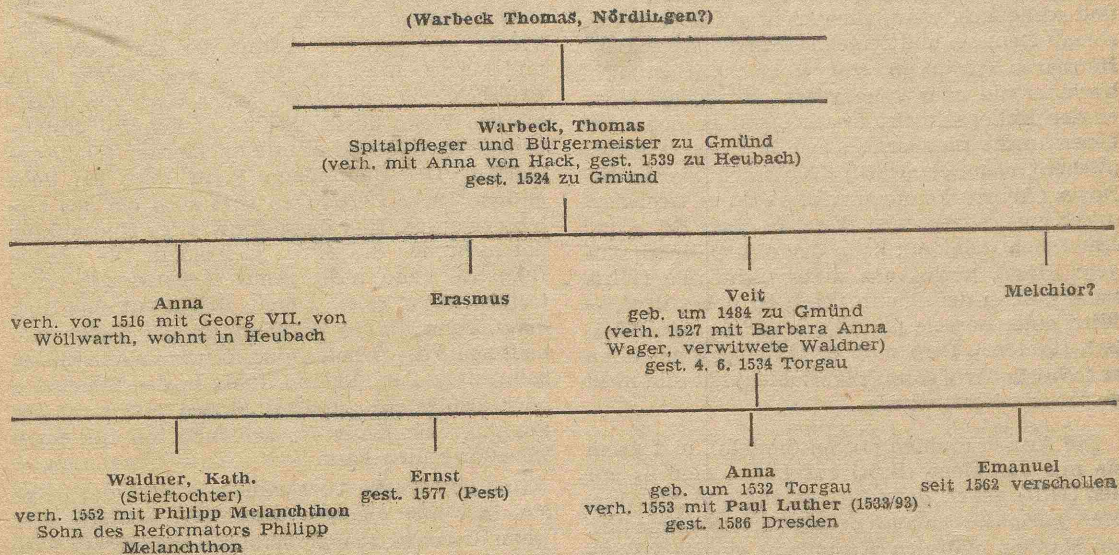 (Warbeck Thomas, Nördlingen?)
Warbeck, Thomas
Spitalpfleger und Bürgermeister zu Gmünd
(verh. mit Anna von Hack, gest. 1539 zu Heubach)
gest. 1524 zu Gmünd
Anna
verh. vor 1516 mit Georg VII. von
Wöllwarth, wohnt in Heubach
Erasmus
Veit
geb. um 1484 zu Gmünd
(verh. 1527 mit Barbara Anna
Wager, verwitwete Waldner)
gest. 4. 6. 1534 Torgau
Melchior?
Waldner, Kath.
(Stieftochter)
verh. 1552 mit Philipp Melanchthon
Sohn des Reformators Philipp
Melanchthon
Ernst
gest. 1577 (Pest)
Anna
geb. um 1532 Torgau
verh. 1553 mit Paul Luther (1533/93)
gest. 1586 Dresden
Emanuel
seit 1562 verschollen